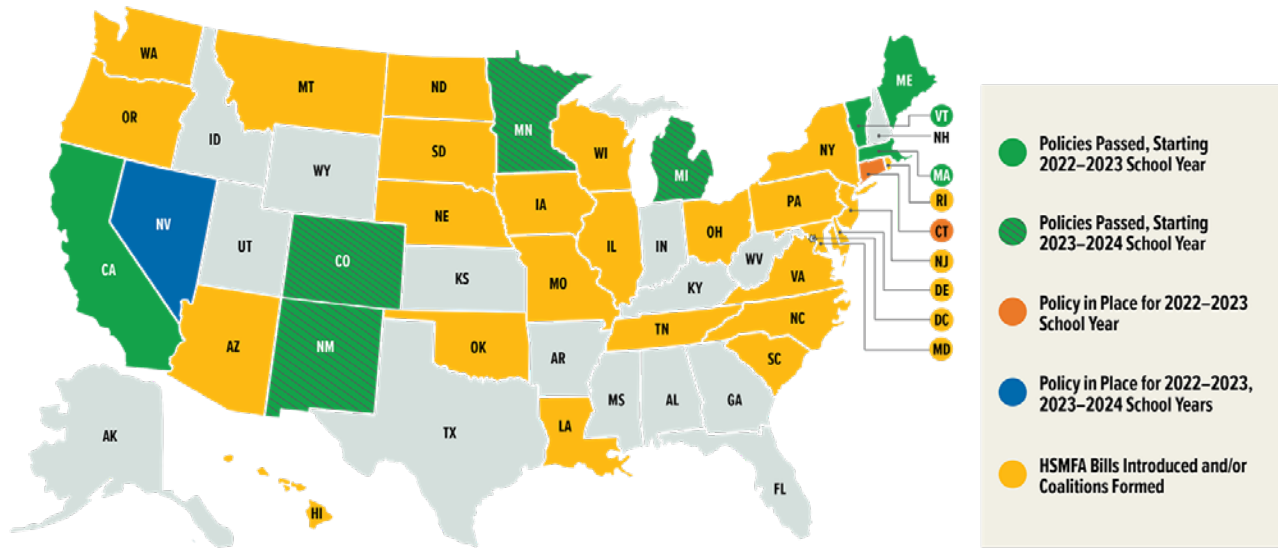 WA
MT
ND
MN
ME
VT
NH
OR
ID
SD
WI
MI
NY
MA
RI
WY
NE
IA
PA
CT
NV
UT
CO
IL
IN
OH
NJ
CA
KS
MO
WV
VA
DE
KY
DC
AZ
NM
OK
TN
NC
MD
AR
SC
MS
AL
GA
TX
LA
AK
FL
HI
Policies Passed, Starting
2022–2023 School Year
Policies Passed, Starting
2023–2024 School Year
Policy in Place for 2022–2023
School Year
Policy in Place for 2022–2023,
2023–2024 School Years
HSMFA Bills Introduced and/or
Coalitions Formed